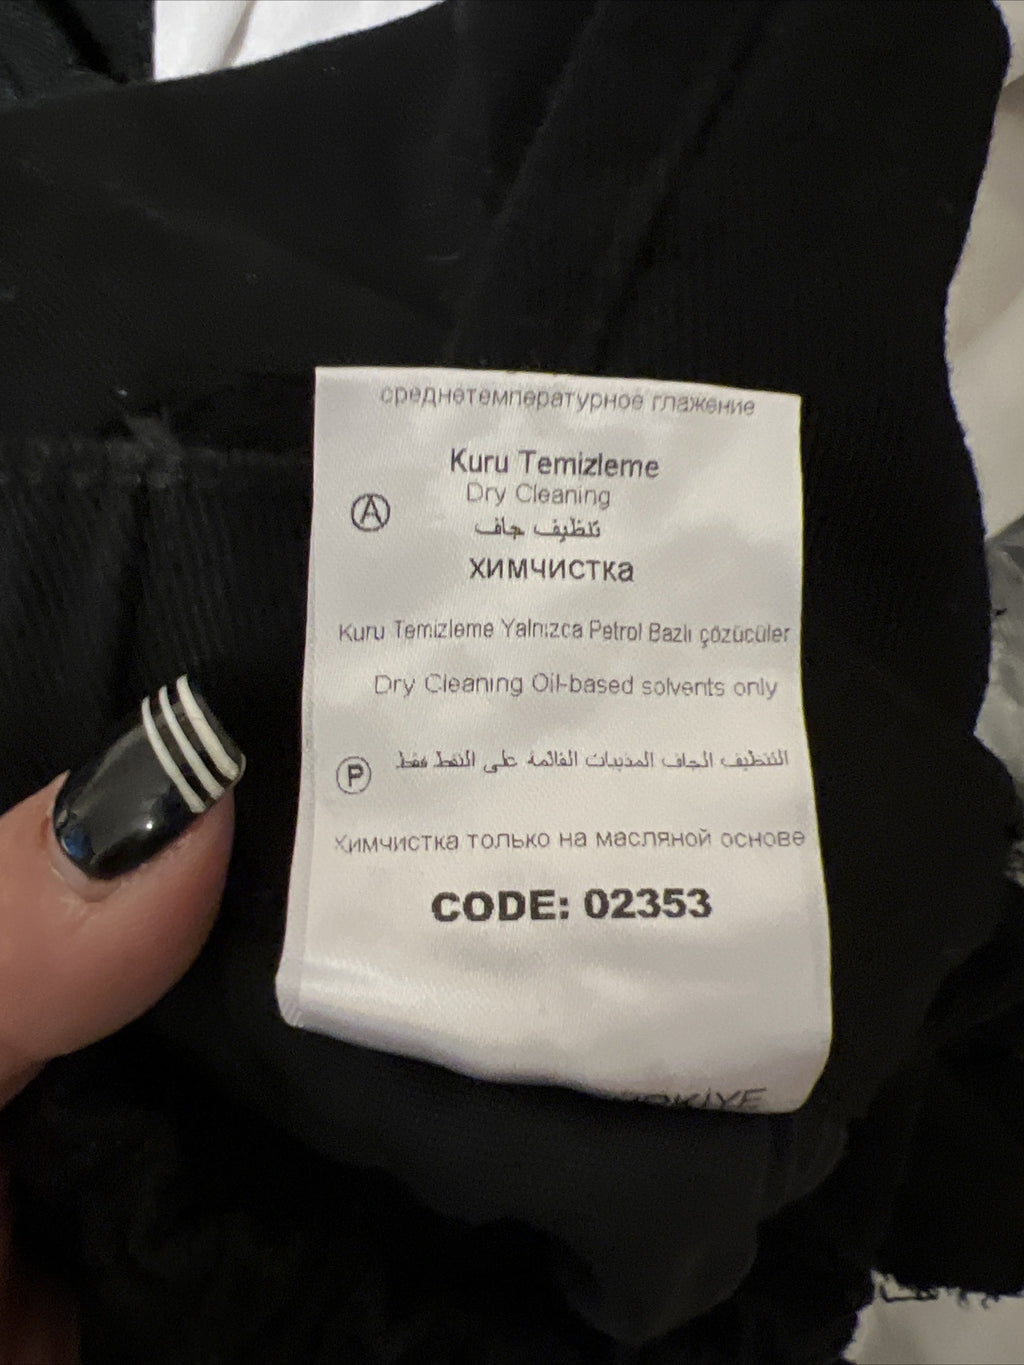 среднетемпературное глажение
Kuru Temizleme
Dry Cleaning
تنظيف جاف
химчистка
A
Kuru Temizleme Yalnızca Petrol Bazlı çözücüler
Dry Cleaning Oil-based solvents only
التنظيف الجاف المذيبات القائمة على النفط فقط
P
Химчистка только на масляной основе
CODE: 02353